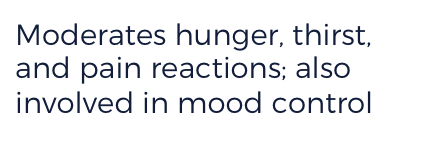 Moderates hunger, thirst,
and pain reactions; also
involved in mood control